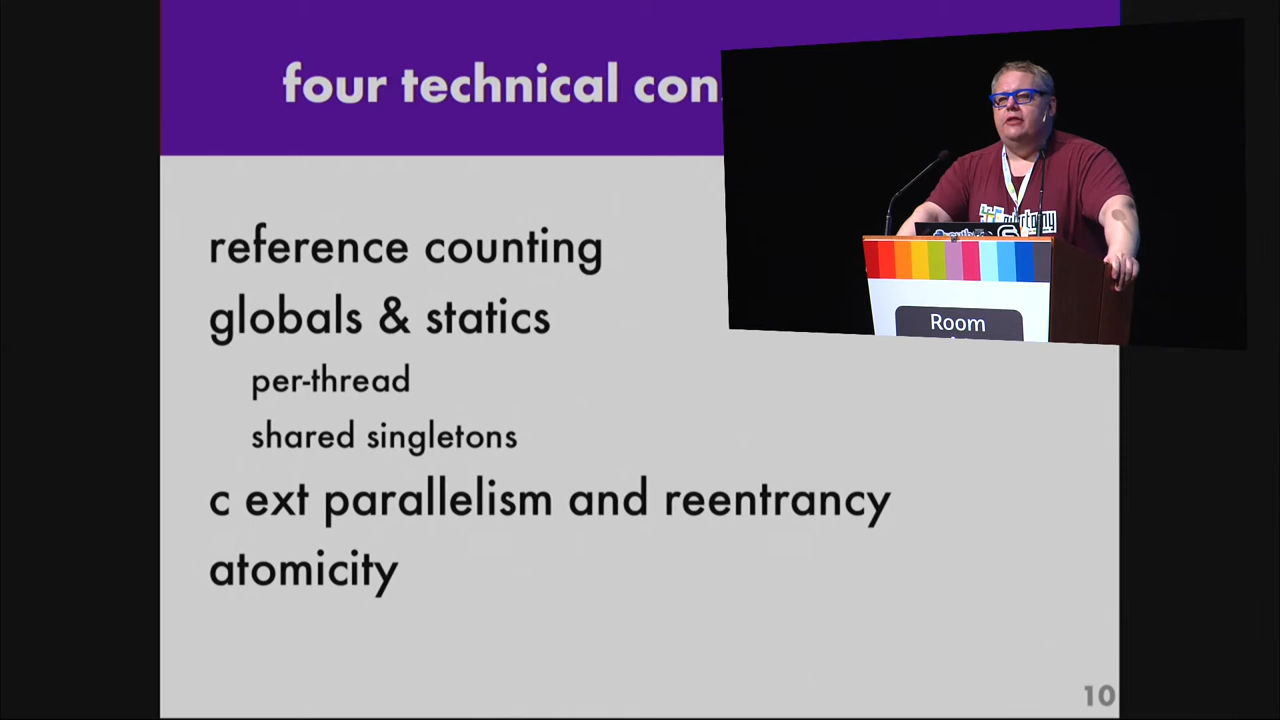 four technical con
reference counting
globals & statics
per-thread
shared singletons
c ext parallelism and reentrancy
atomicity
Room
10